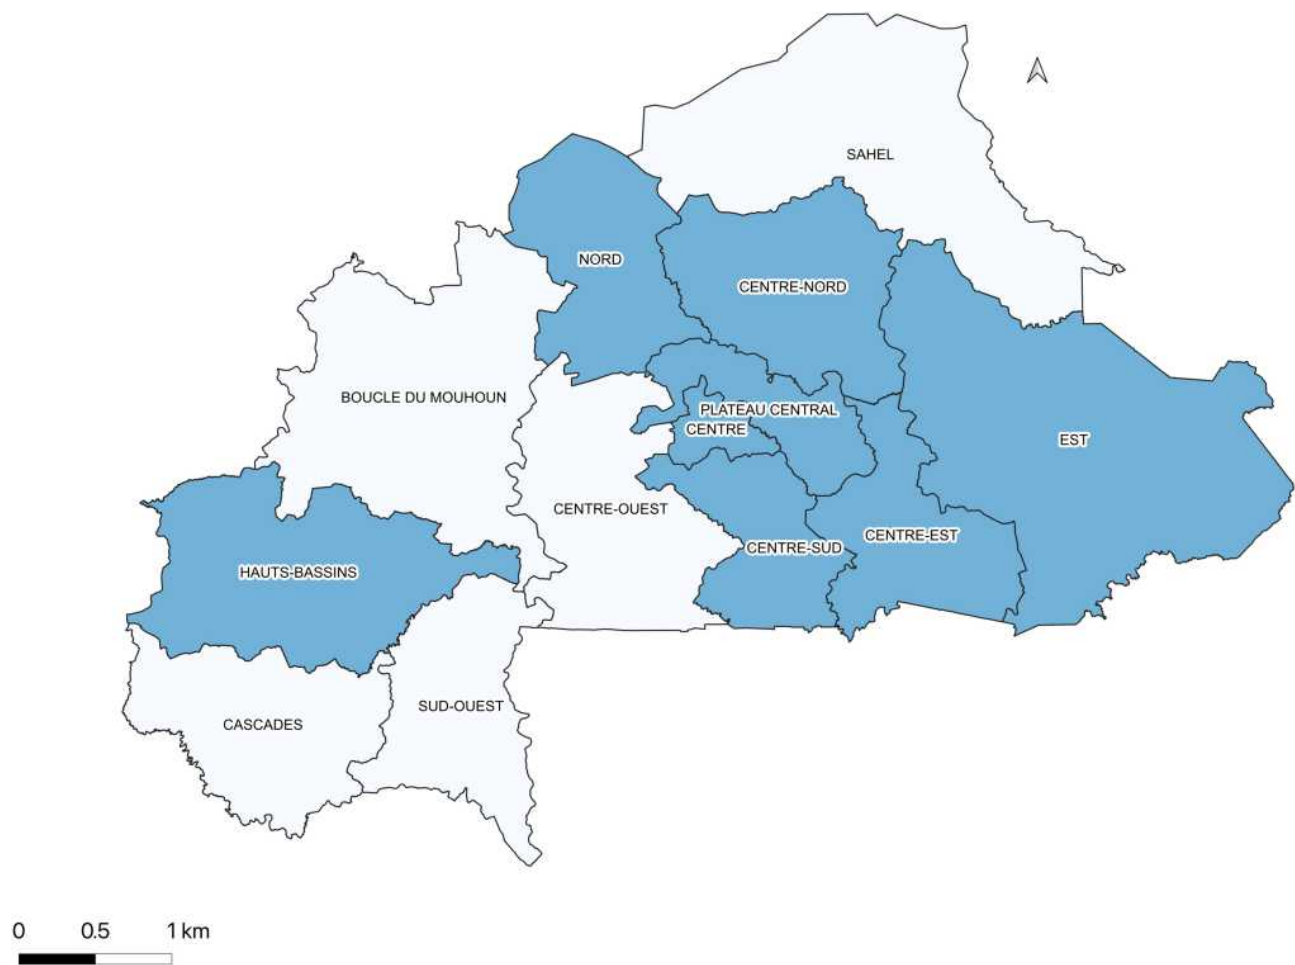 SAHEL
NORD
CENTRE-NORD
BOUCLE DU MOUHOUN
PLATEAU CENTRAL
CENTRE
EST
CENTRE-OUEST
CENTRE-EST
CENTRE-SUD
HAUTS-BASSINS
SUD-OUEST
CASCADES
0 0.5 1 km